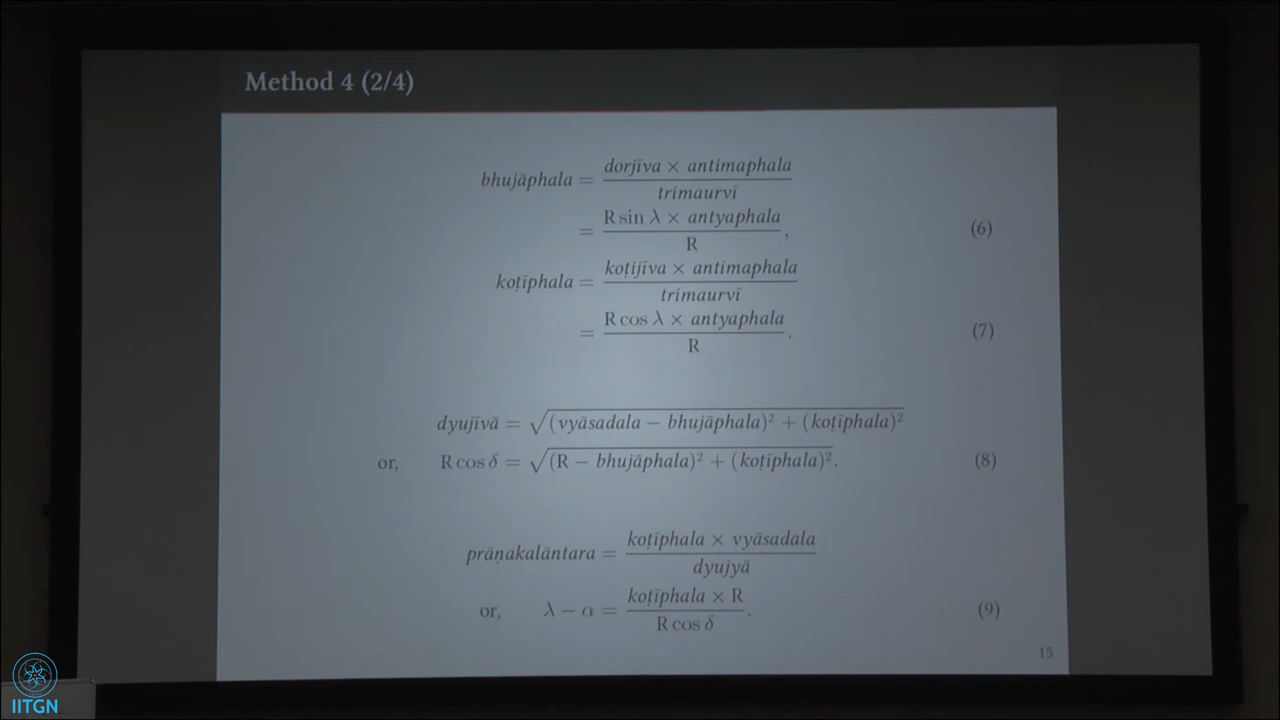 Method 4 (2/4)
bhujāphala = dorjīva × antimaphala / trimaurvī
= R sin λ × antyaphala / R , (6)
koṭīphala = koṭijīva × antimaphala / trimaurvī
= R cos λ × antyaphala / R . (7)
dyujīvā = √(vyāsadala − bhujāphala)² + (koṭīphala)²
or, R cos δ = √(R − bhujāphala)² + (koṭīphala)². (8)
prāṇakalāntara = koṭīphala × vyāsadala / dyujyā
or, λ − α = koṭīphala × R / R cos δ . (9)
15
IITGN